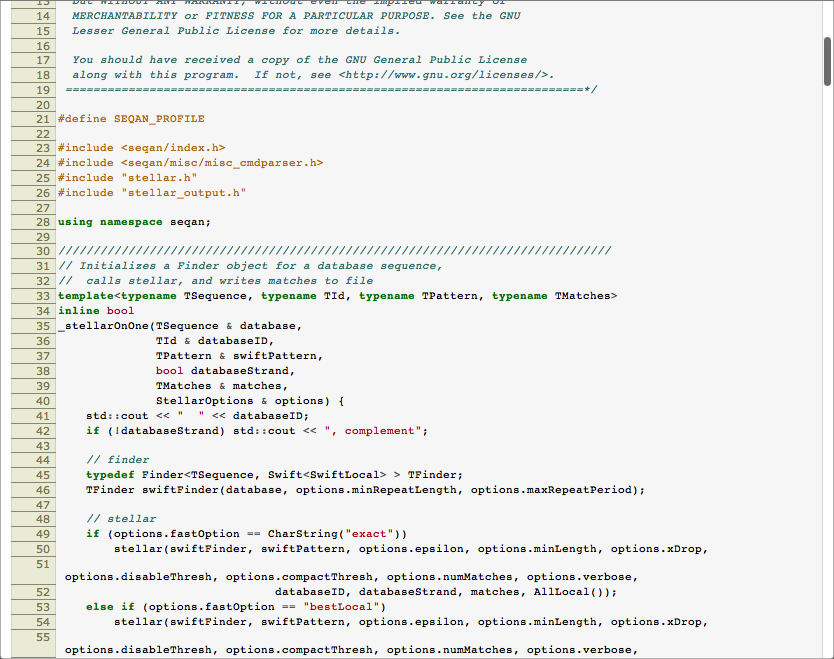 13 but WITHOUT ANY WARRANTY; without even the implied warranty of
14   MERCHANTABILITY or FITNESS FOR A PARTICULAR PURPOSE. See the GNU
15   Lesser General Public License for more details.
16
17   You should have received a copy of the GNU General Public License
18   along with this program.  If not, see <http://www.gnu.org/licenses/>.
19  ==========================================================================*/
20
21 #define SEQAN_PROFILE
22
23 #include <seqan/index.h>
24 #include <seqan/misc/misc_cmdparser.h>
25 #include "stellar.h"
26 #include "stellar_output.h"
27
28 using namespace seqan;
29
30 ///////////////////////////////////////////////////////////////////////////////
31 // Initializes a Finder object for a database sequence,
32 //  calls stellar, and writes matches to file
33 template<typename TSequence, typename TId, typename TPattern, typename TMatches>
34 inline bool
35 _stellarOnOne(TSequence & database,
36               TId & databaseID,
37               TPattern & swiftPattern,
38               bool databaseStrand,
39               TMatches & matches,
40               StellarOptions & options) {
41     std::cout << "  " << databaseID;
42     if (!databaseStrand) std::cout << ", complement";
43
44     // finder
45     typedef Finder<TSequence, Swift<SwiftLocal> > TFinder;
46     TFinder swiftFinder(database, options.minRepeatLength, options.maxRepeatPeriod);
47
48     // stellar
49     if (options.fastOption == CharString("exact"))
50         stellar(swiftFinder, swiftPattern, options.epsilon, options.minLength, options.xDrop,
51
options.disableThresh, options.compactThresh, options.numMatches, options.verbose,
52                                databaseID, databaseStrand, matches, AllLocal());
53     else if (options.fastOption == "bestLocal")
54         stellar(swiftFinder, swiftPattern, options.epsilon, options.minLength, options.xDrop,
55
options.disableThresh, options.compactThresh, options.numMatches, options.verbose,